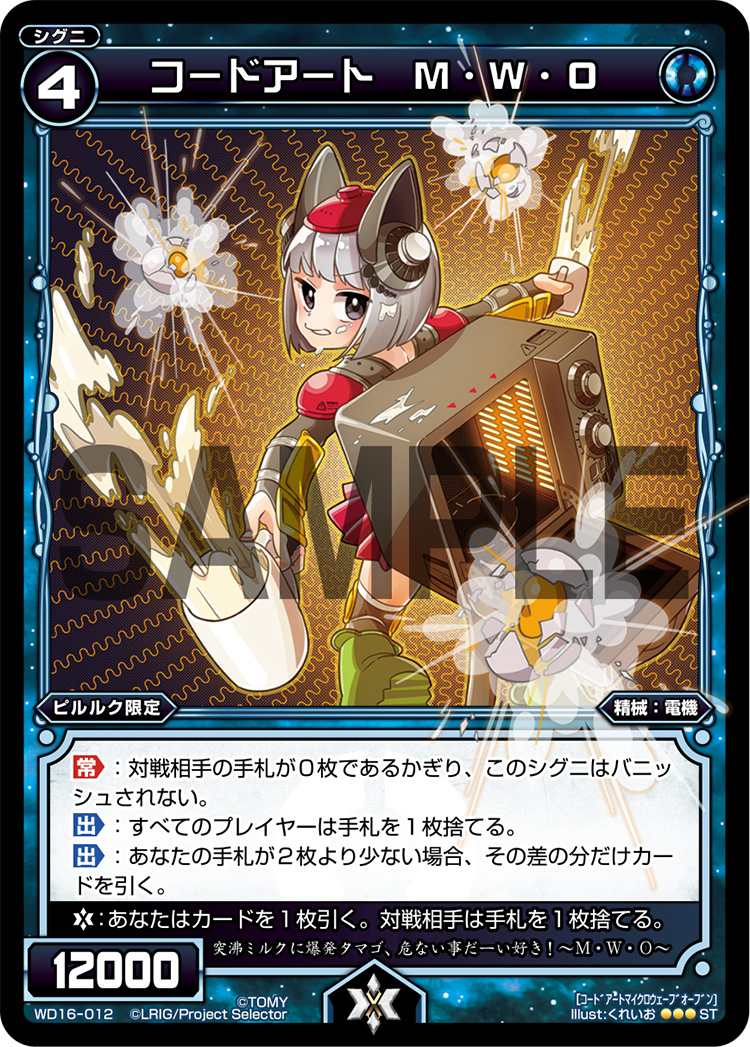 シグニ
4
コードアート M・W・O
SAMPLE
ピルルク限定
精械：電機
常：対戦相手の手札が０枚であるかぎり、このシグニはバニッ
シュされない。
出：すべてのプレイヤーは手札を１枚捨てる。
出：あなたの手札が２枚より少ない場合、その差の分だけカー
ドを引く。
：あなたはカードを１枚引く。対戦相手は手札を１枚捨てる。
突沸ミルクに爆発タマゴ、危ない事だーい好き！～M・W・O～
12000
©TOMY
[コードアートマイクロウェーブオーブン]
WD16-012 ©LRIG/Project Selector
Illust:くれいお ST